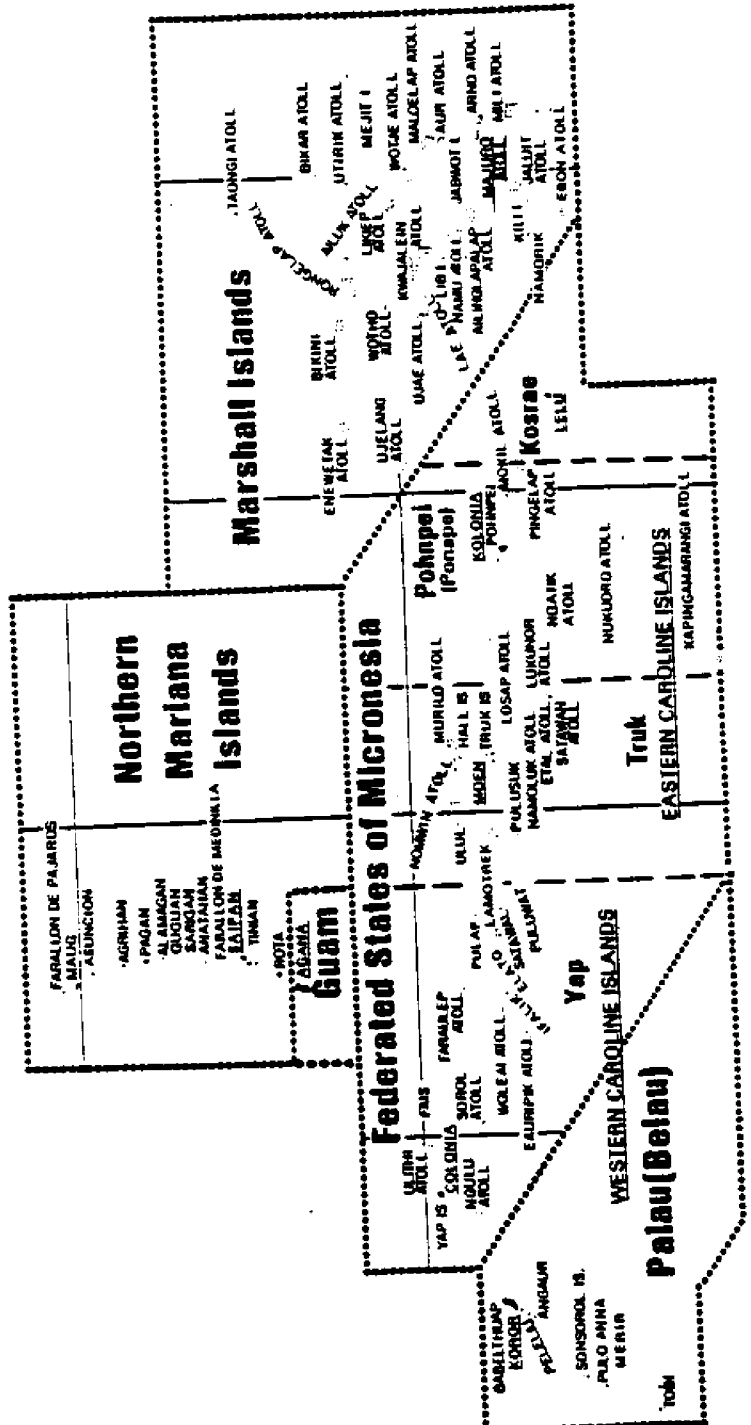 FARALLON DE PAJAROS
MAUG
ASUNCION
AGRIHAN
PAGAN
ALAMAGAN
GUGUAN
SARIGAN
ANATAHAN
FARALLON DE MEDINILLA
SAIPAN
TINIAN
ROTA
AGANA
Guam
Northern
Mariana
Islands
Marshall Islands
TAONGI ATOLL
BIKAR ATOLL
UTIRIK ATOLL
MEJIT I
RONGELAP ATOLL
AILUK ATOLL
BIKINI
ATOLL
ENEWETAK
ATOLL
LIKIEP
ATOLL
WOTJE ATOLL
WOTHO
ATOLL
MALOELAP ATOLL
KWAJALEIN
ATOLL
UJELANG
ATOLL
AUR ATOLL
UJAE ATOLL
LAE
LIB I
NAMU ATOLL
JABWOT I
ARNO ATOLL
AILINGLAPALAP
ATOLL
MAJURO
ATOLL
MILI ATOLL
JALUIT
ATOLL
KILI I
NAMORIK
EBON ATOLL
Federated States of Micronesia
ULITHI
ATOLL
FAIS
YAP IS
COLONIA
NGULU
ATOLL
SOROL
ATOLL
FARAULEP
ATOLL
WOLEAI ATOLL
EAURIPIK ATOLL
IFALIK
ELATO
PULAP
LAMOTREK
SATAWAL
PULUWAT
Yap
WESTERN CAROLINE ISLANDS
NOMWIN ATOLL
MURILO ATOLL
ULUL
HALL IS
MOEN
TRUK IS
LOSAP ATOLL
PULUSUK
NAMOLUK ATOLL
ETAL ATOLL
LUKUNOR
ATOLL
SATAWAN
ATOLL
Truk
EASTERN CAROLINE ISLANDS
Pohnpei
(Ponape)
KOLONIA
POHNPEI
MOKIL ATOLL
PINGELAP
ATOLL
NGATIK
ATOLL
NUKUORO ATOLL
KAPINGAMARANGI ATOLL
Kosrae
LELU
BABELTHUAP
KOROR
PELELIU
ANGAUR
SONSOROL IS.
PULO ANNA
MERIR
TOBI
Palau(Belau)